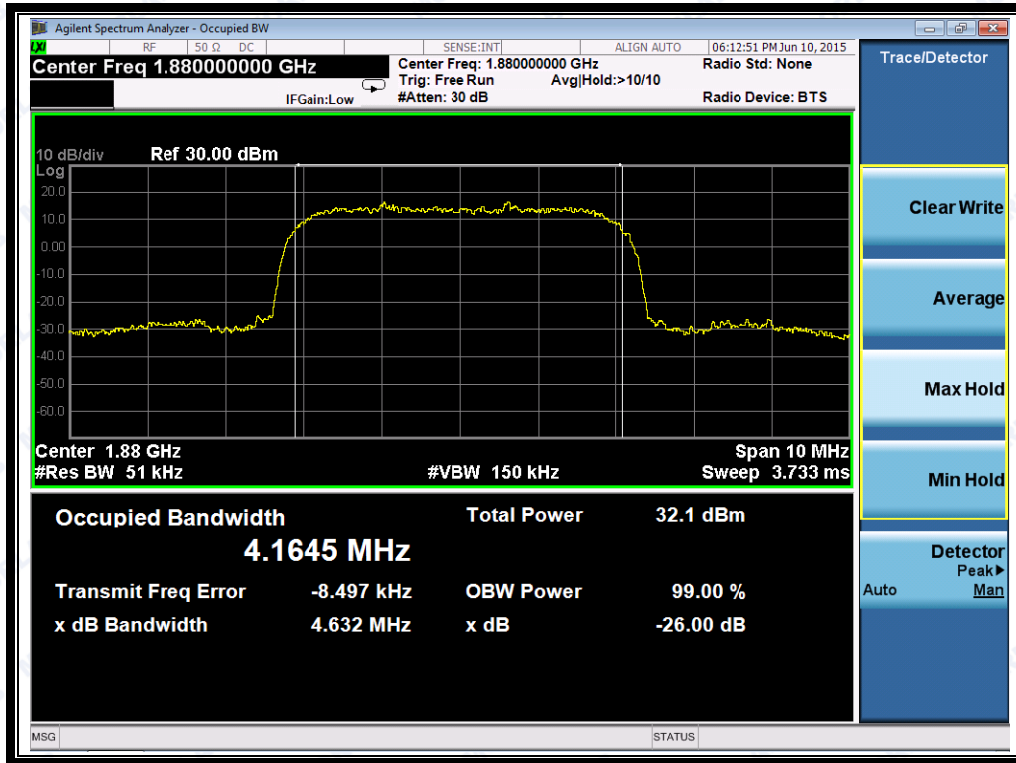 Agilent Spectrum Analyzer - Occupied BW
LXI RF 50 Ω DC SENSE:INT ALIGN AUTO 06:12:51 PM Jun 10, 2015
Center Freq 1.880000000 GHz
Center Freq: 1.880000000 GHz
Radio Std: None
Trig: Free Run Avg|Hold:>10/10
IFGain:Low #Atten: 30 dB Radio Device: BTS
10 dB/div Ref 30.00 dBm
Log
20.0
10.0
0.00
-10.0
-20.0
-30.0
-40.0
-50.0
-60.0
Center 1.88 GHz Span 10 MHz
#Res BW 51 kHz #VBW 150 kHz Sweep 3.733 ms
Occupied Bandwidth Total Power 32.1 dBm
4.1645 MHz
Transmit Freq Error -8.497 kHz OBW Power 99.00 %
x dB Bandwidth 4.632 MHz x dB -26.00 dB
MSG STATUS
Trace/Detector
Clear Write
Average
Max Hold
Min Hold
Detector
Peak▶
Auto Man